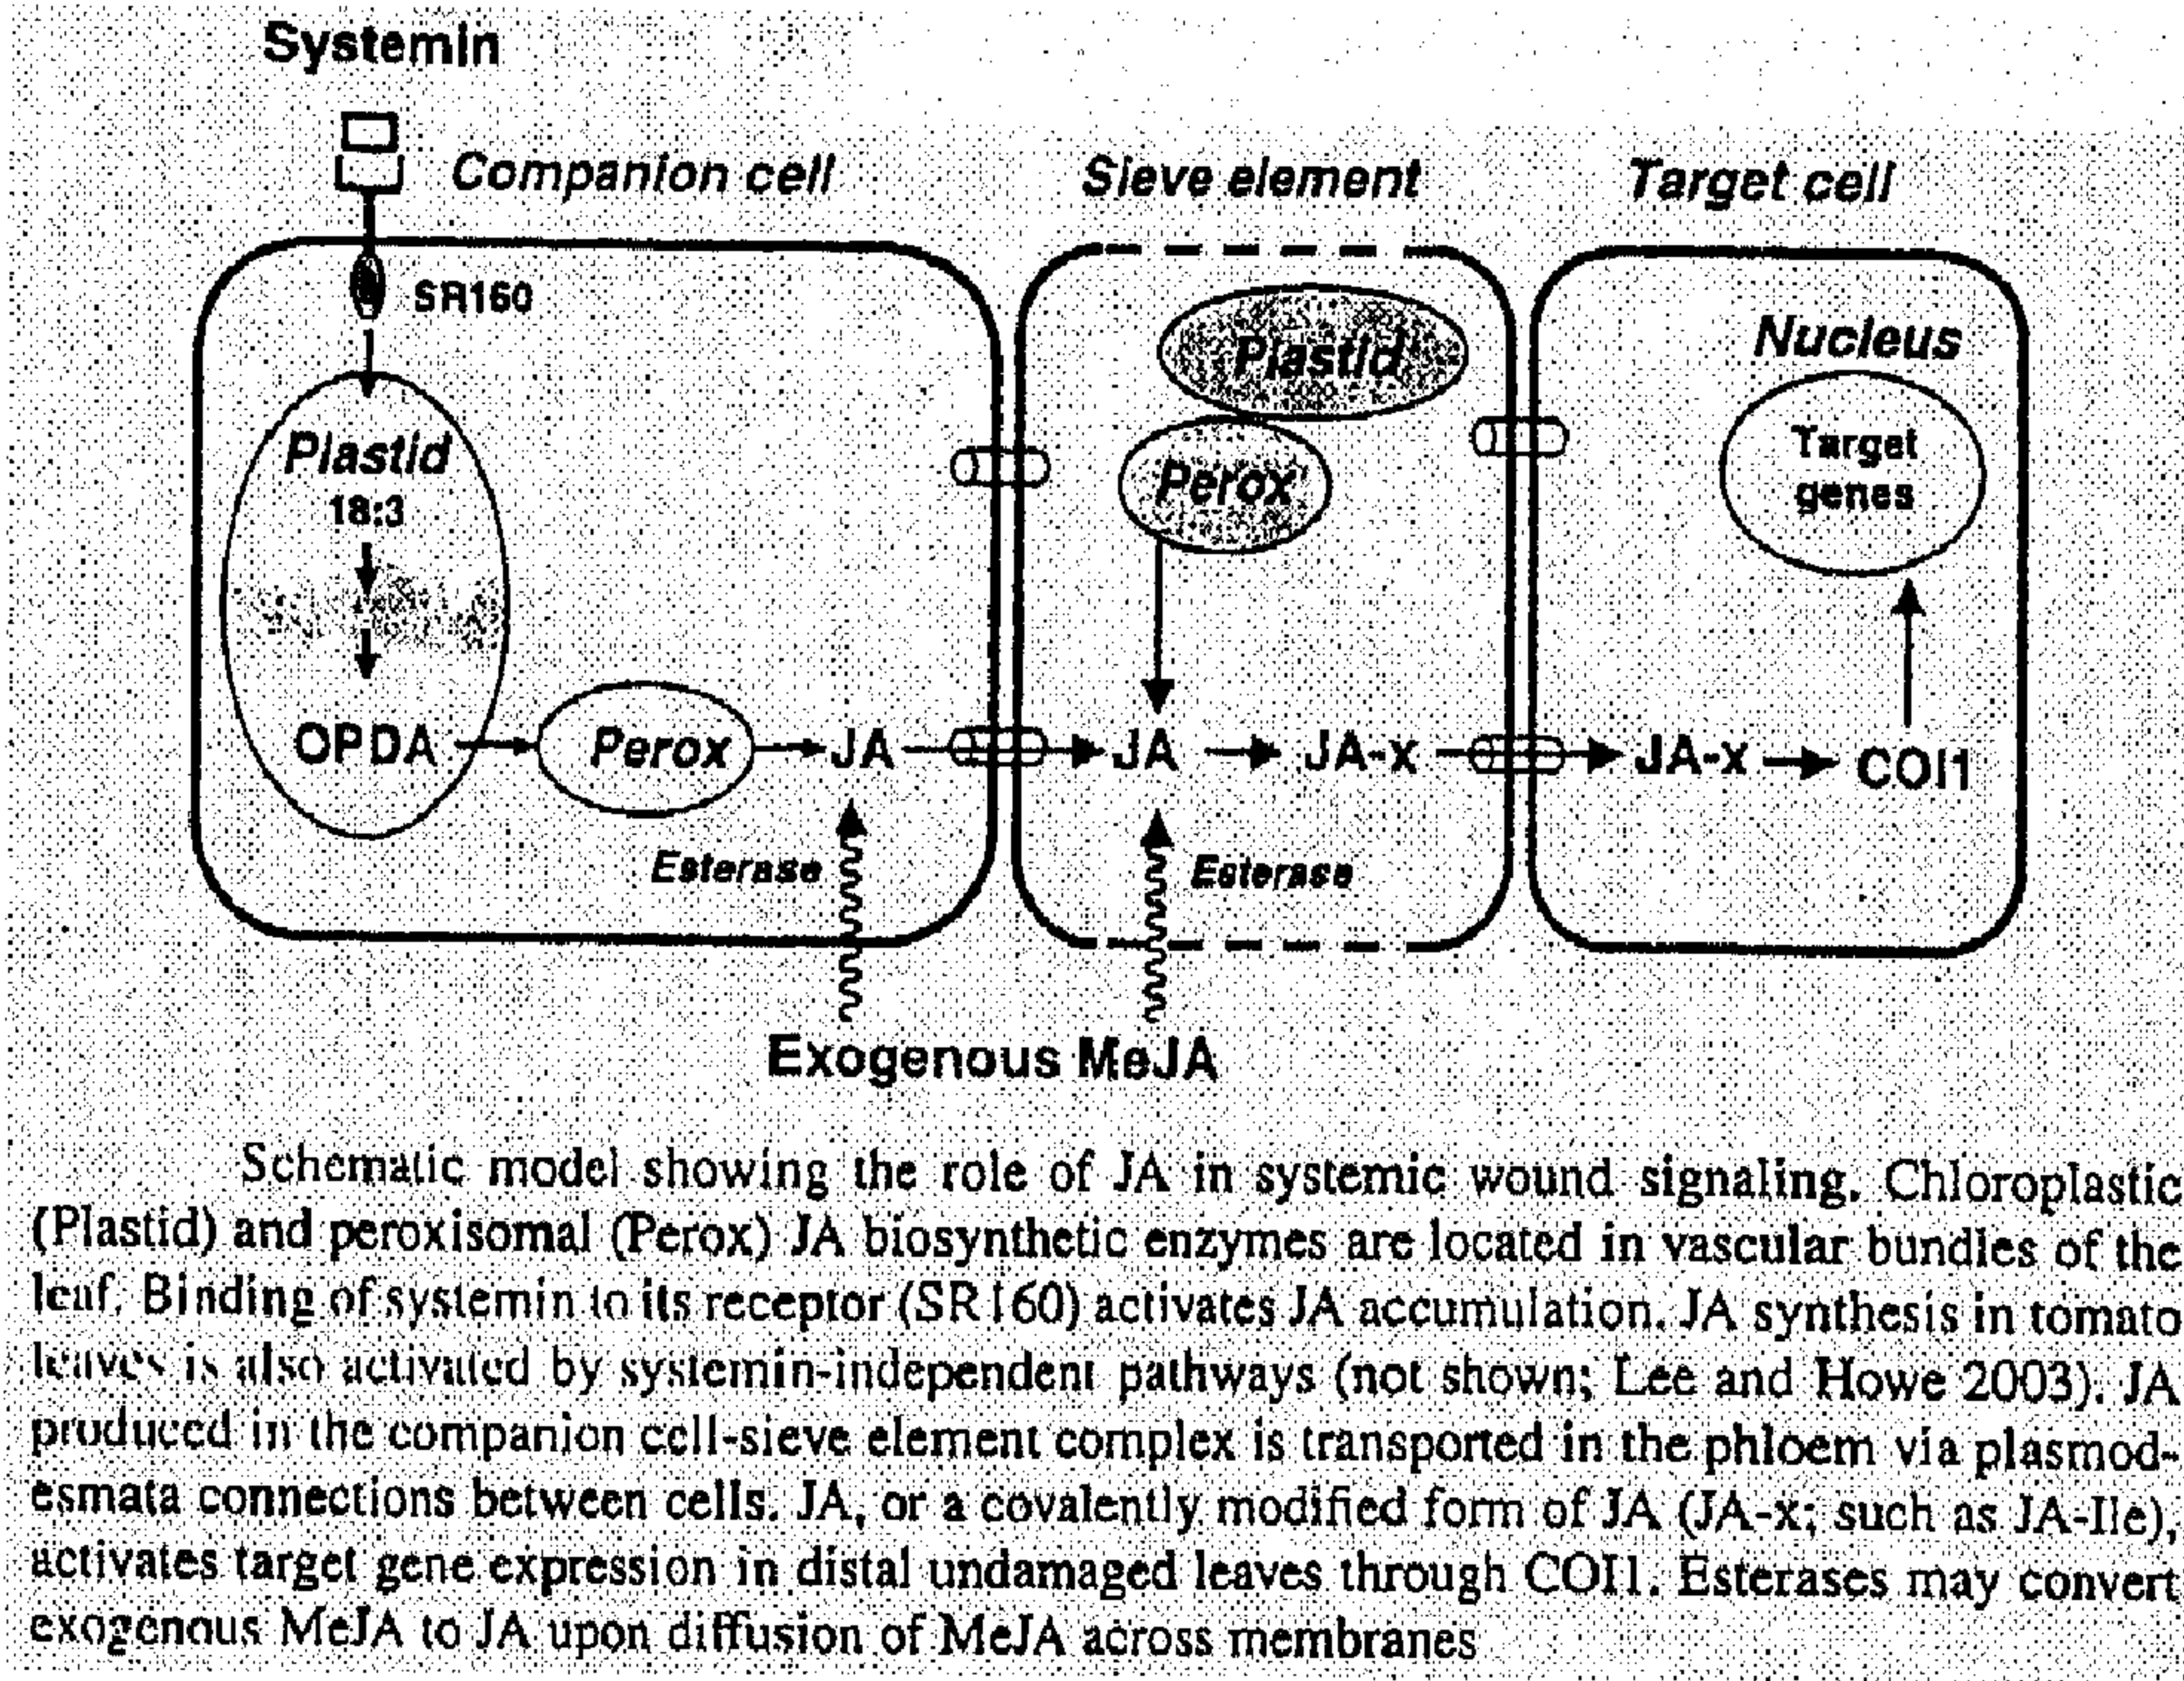 Systemin
Companion cell
Sieve element
Target cell
SR160
Plastid
18:3
OPDA
Perox
JA
Esterase
Plastid
Perox
JA
JA-x
Esterase
Nucleus
Target
genes
JA-x
COI1
Exogenous MeJA
Schematic model showing the role of JA in systemic wound signaling. Chloroplastic
(Plastid) and peroxisomal (Perox) JA biosynthetic enzymes are located in vascular bundles of the
leaf. Binding of systemin to its receptor (SR160) activates JA accumulation. JA synthesis in tomato
leaves is also activated by systemin-independent pathways (not shown; Lee and Howe 2003). JA
produced in the companion cell-sieve element complex is transported in the phloem via plasmod-
esmata connections between cells. JA, or a covalently modified form of JA (JA-x; such as JA-Ile),
activates target gene expression in distal undamaged leaves through COI1. Esterases may convert
exogenous MeJA to JA upon diffusion of MeJA across membranes